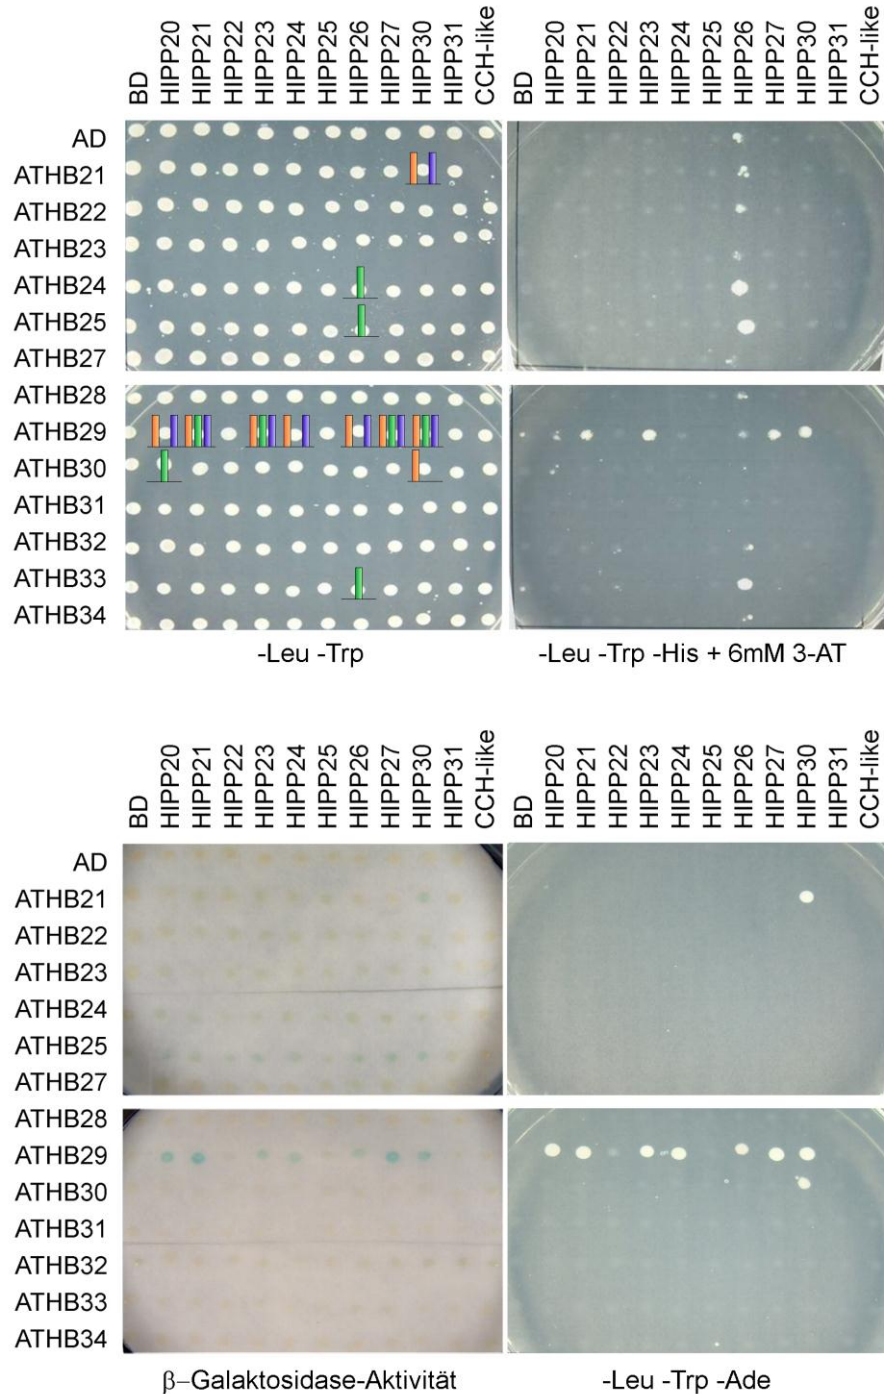 BD HIPP20 HIPP21 HIPP22 HIPP23 HIPP24 HIPP25 HIPP26 HIPP27 HIPP30 HIPP31 CCH-like BD HIPP20 HIPP21 HIPP22 HIPP23 HIPP24 HIPP25 HIPP26 HIPP27 HIPP30 HIPP31 CCH-like
AD
ATHB21
ATHB22
ATHB23
ATHB24
ATHB25
ATHB27
ATHB28
ATHB29
ATHB30
ATHB31
ATHB32
ATHB33
ATHB34
-Leu -Trp -Leu -Trp -His + 6mM 3-AT
BD HIPP20 HIPP21 HIPP22 HIPP23 HIPP24 HIPP25 HIPP26 HIPP27 HIPP30 HIPP31 CCH-like BD HIPP20 HIPP21 HIPP22 HIPP23 HIPP24 HIPP25 HIPP26 HIPP27 HIPP30 HIPP31 CCH-like
AD
ATHB21
ATHB22
ATHB23
ATHB24
ATHB25
ATHB27
ATHB28
ATHB29
ATHB30
ATHB31
ATHB32
ATHB33
ATHB34
β–Galaktosidase-Aktivität -Leu -Trp -Ade